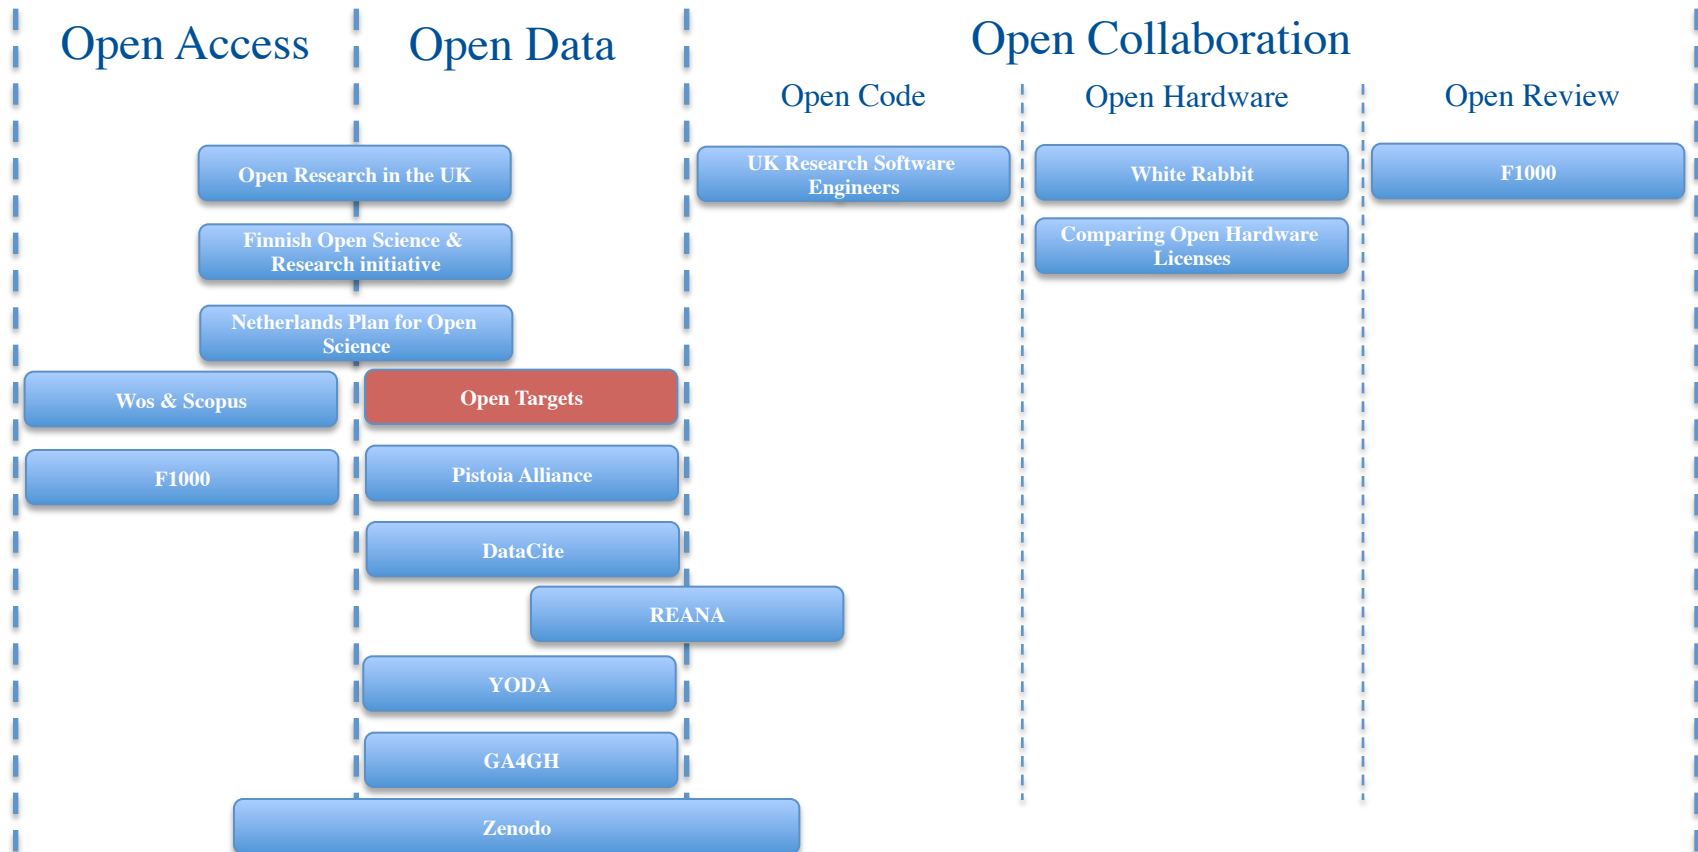 Open Access
Open Data
Open Collaboration
Open Code
Open Hardware
Open Review
Open Research in the UK
UK Research Software
Engineers
White Rabbit
F1000
Finnish Open Science &
Research initiative
Comparing Open Hardware
Licenses
Netherlands Plan for Open
Science
Wos & Scopus
Open Targets
F1000
Pistoia Alliance
DataCite
REANA
YODA
GA4GH
Zenodo